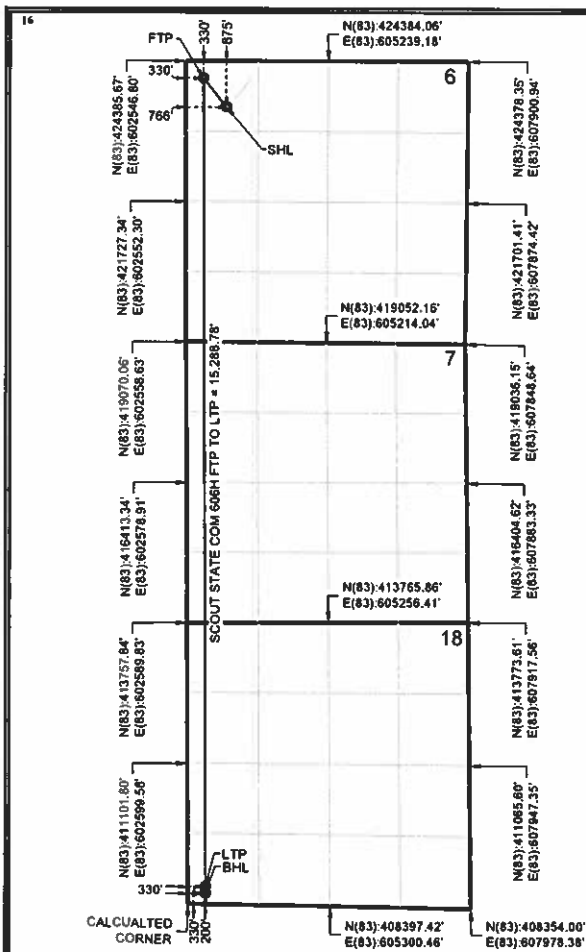 16
FTP
330'
875'
N(83):424384.06'
E(83):605239.18'
330'
6
766'
SHL
N(83):424385.67'
E(83):602546.80'
N(83):424378.35'
E(83):607900.94'
N(83):421727.34'
E(83):602552.30'
N(83):421701.41'
E(83):607874.42'
N(83):419052.16'
E(83):605214.04'
7
N(83):419070.06'
E(83):602558.63'
N(83):419036.15'
E(83):607848.64'
SCOUT STATE COM 606H FTP TO LTP = 15,288.78'
N(83):416413.34'
E(83):602578.91'
N(83):416404.62'
E(83):607883.33'
N(83):413765.86'
E(83):605256.41'
18
N(83):413757.84'
E(83):602589.83'
N(83):413773.61'
E(83):607917.56'
N(83):411101.80'
E(83):602599.58'
N(83):411065.60'
E(83):607947.35'
LTP
BHL
330'
CALCUALTED
CORNER
330'
200'
N(83):408397.42'
E(83):605300.46'
N(83):408354.00'
E(83):607978.38'